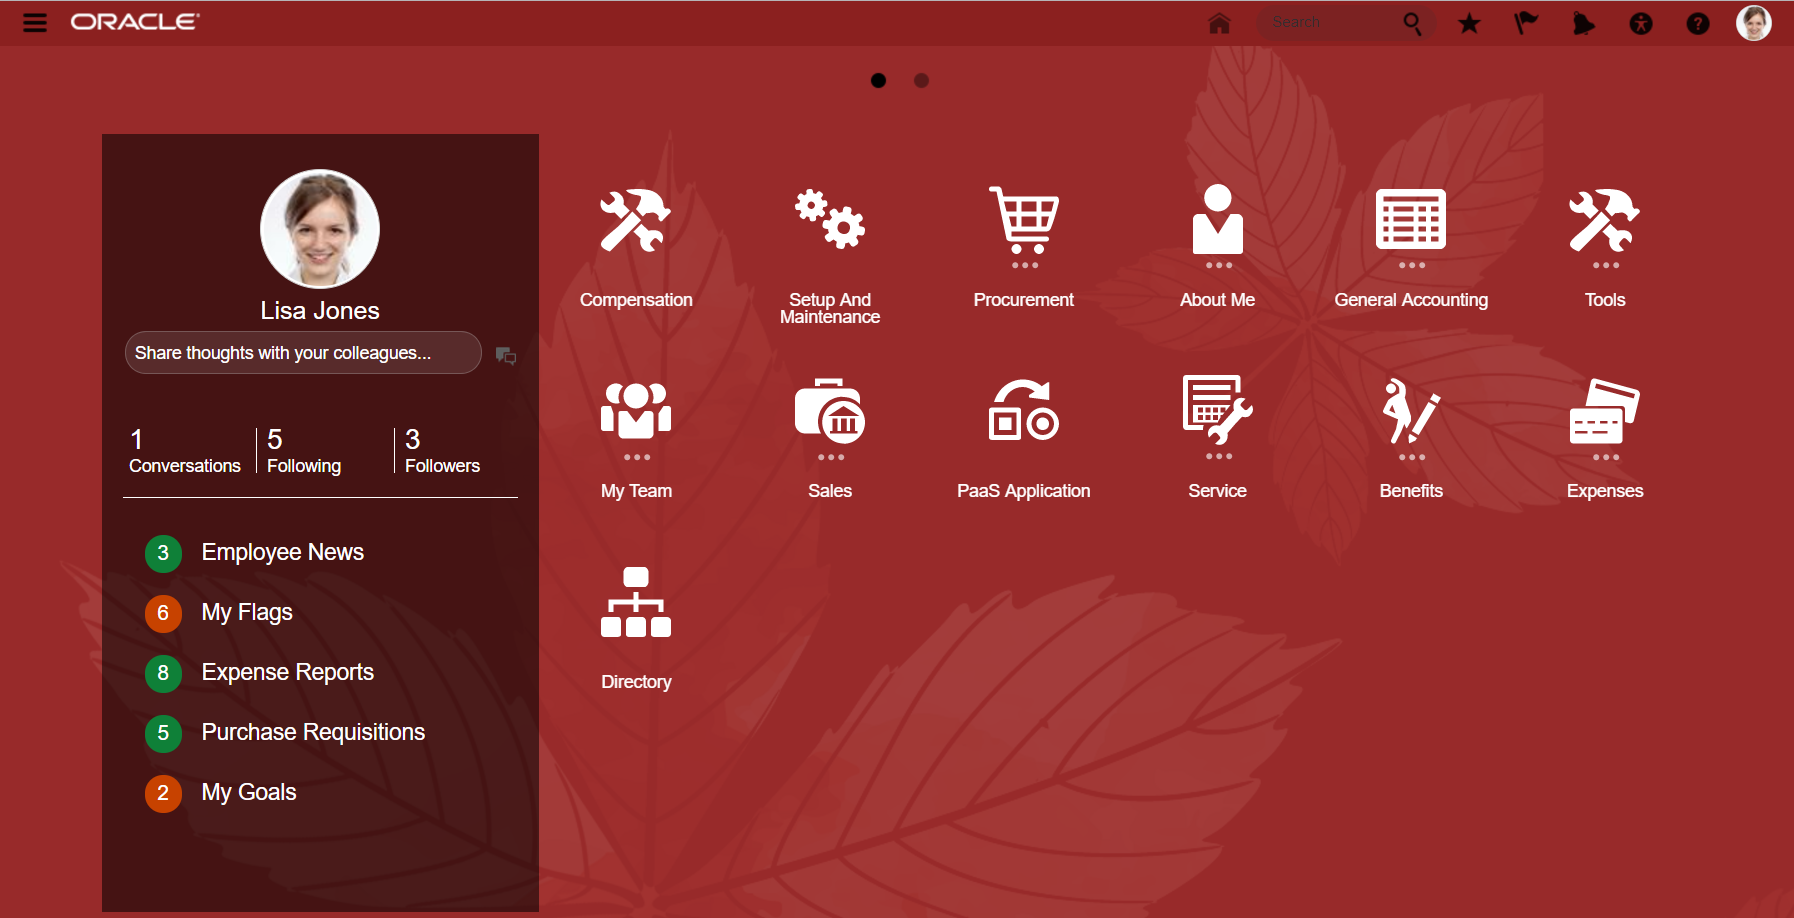 ORACLE
Search
Lisa Jones
Share thoughts with your colleagues...
1
Conversations
5
Following
3
Followers
3 Employee News
6 My Flags
8 Expense Reports
5 Purchase Requisitions
2 My Goals
Compensation
Setup And
Maintenance
Procurement
About Me
General Accounting
Tools
My Team
Sales
PaaS Application
Service
Benefits
Expenses
Directory